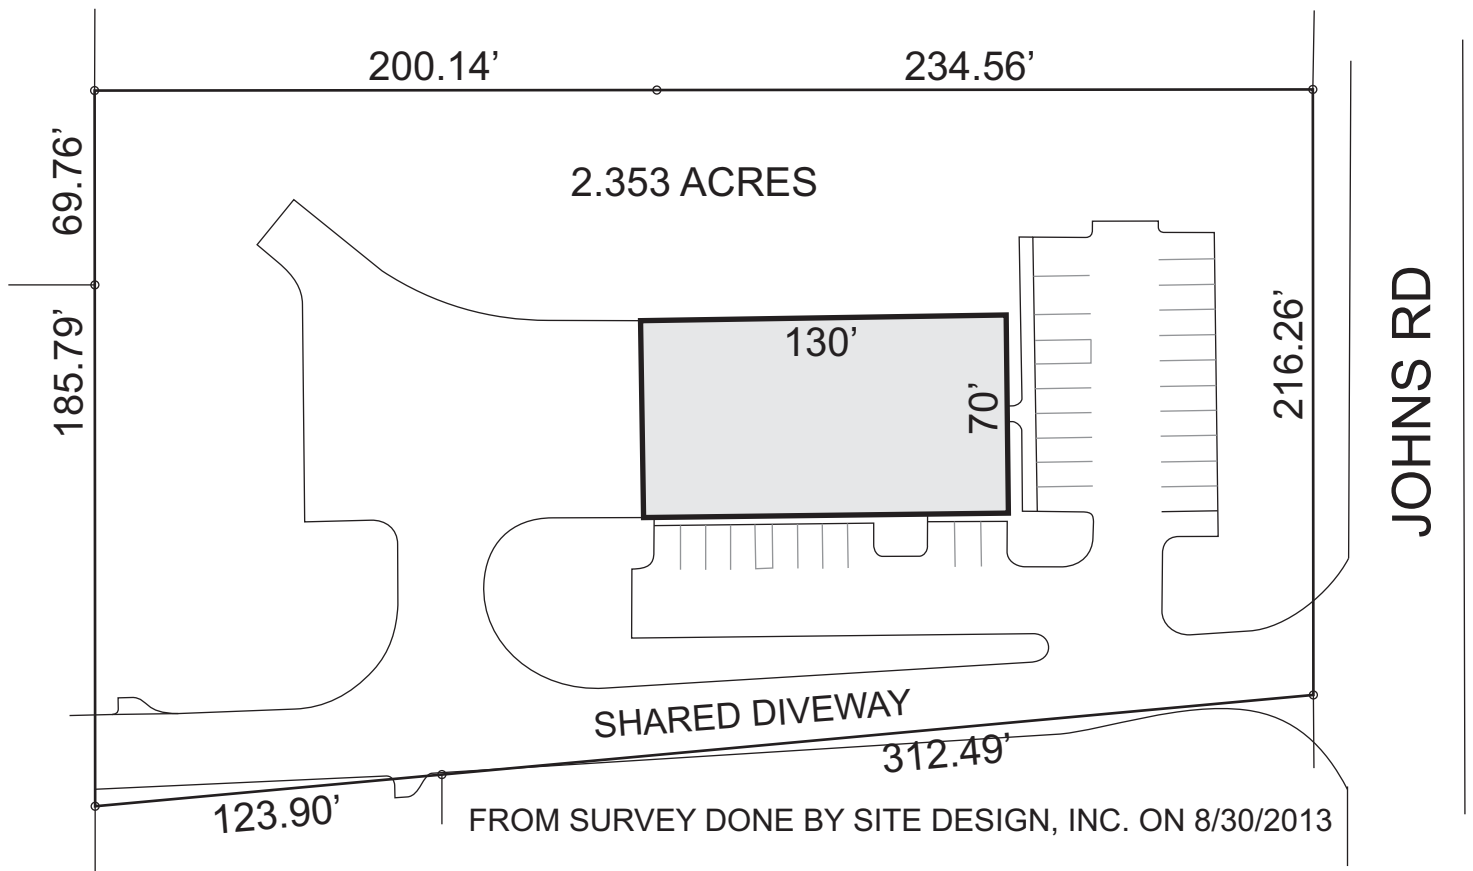 200.14’
234.56’
69.76’
2.353 ACRES
185.79’
130’
70’
216.26’
JOHNS RD
SHARED DIVEWAY
312.49’
123.90’
FROM SURVEY DONE BY SITE DESIGN, INC. ON 8/30/2013